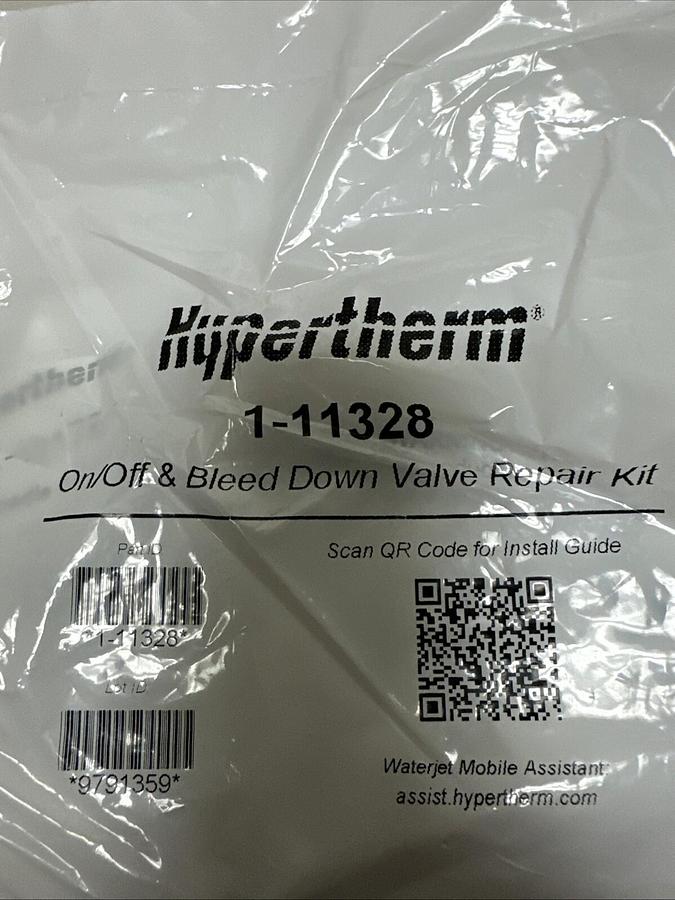 Hypertherm®
1-11328
On/Off & Bleed Down Valve Repair Kit
Part ID
*1-11328*
Lot ID
*9791359*
Scan QR Code for Install Guide
Waterjet Mobile Assistant:
assist.hypertherm.com